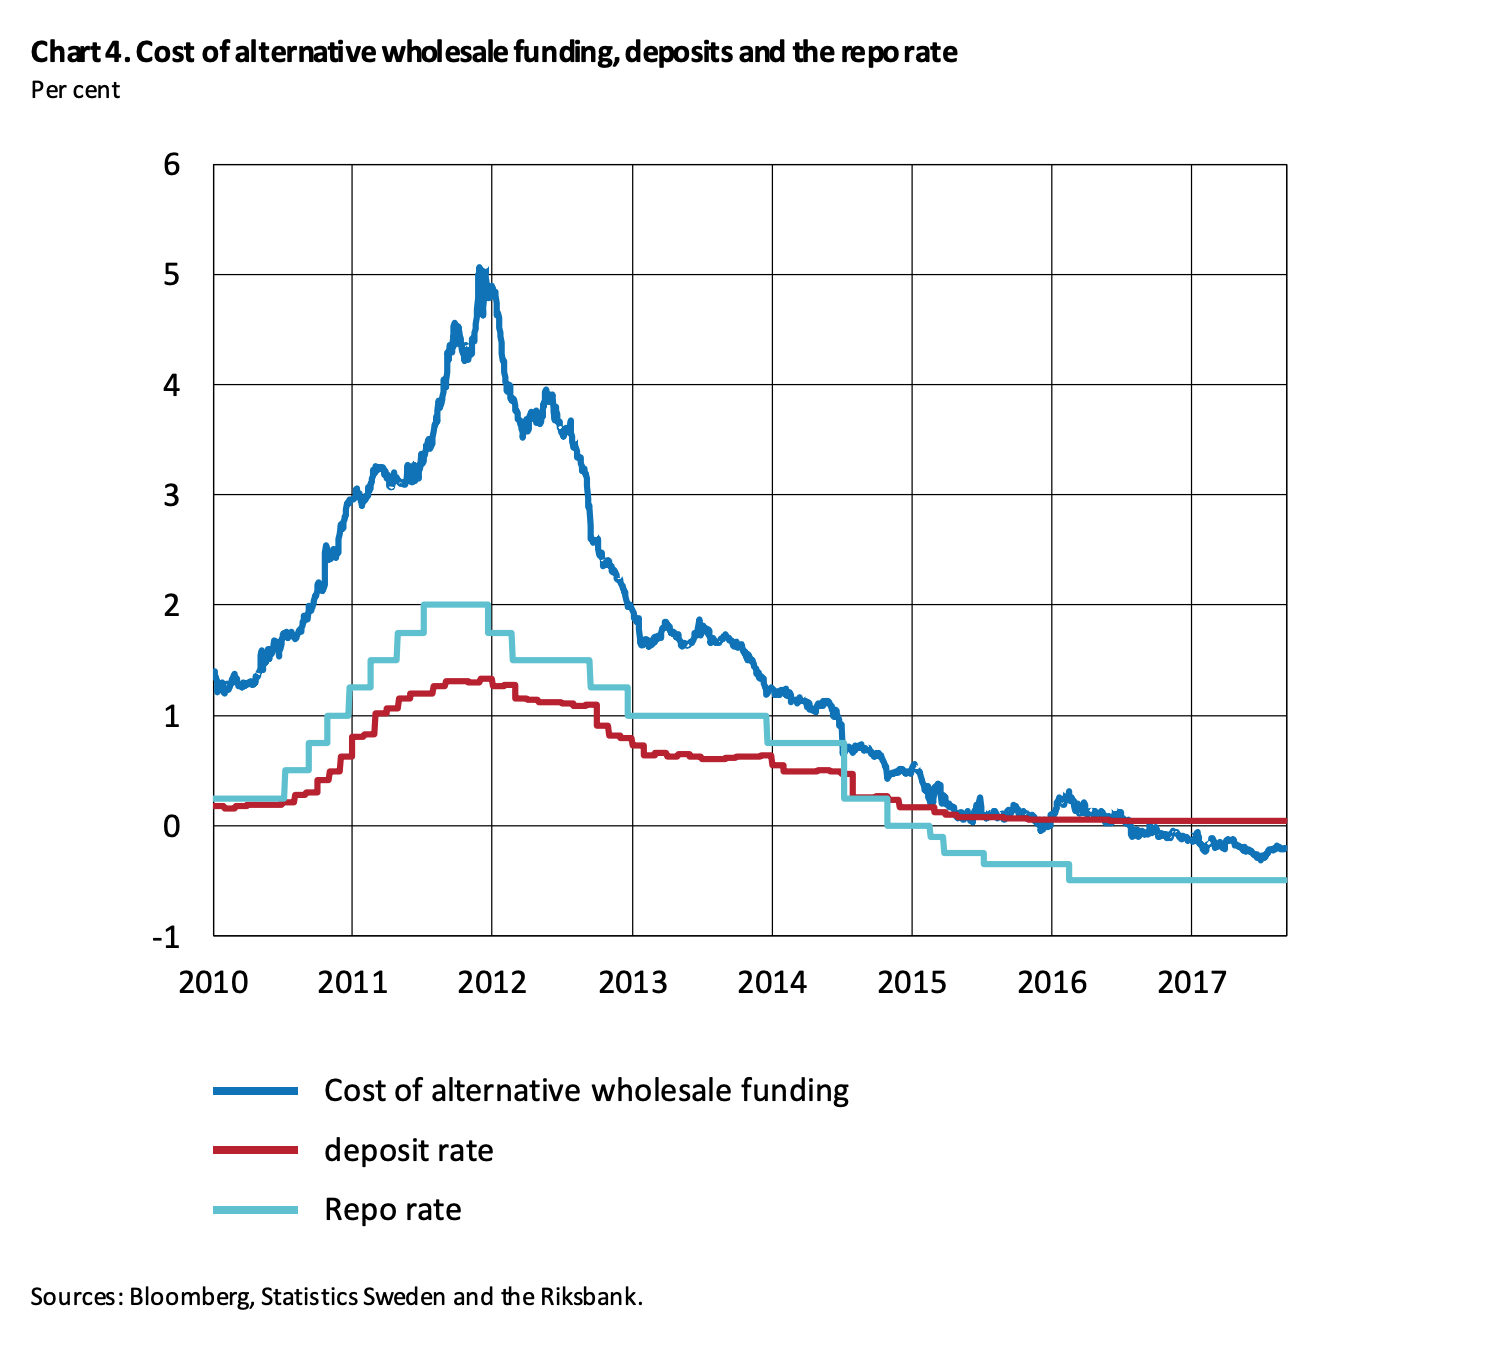 Chart 4. Cost of alternative wholesale funding, deposits and the repo rate
Per cent
6
5
4
3
2
1
0
-1
2010 2011 2012 2013 2014 2015 2016 2017
Cost of alternative wholesale funding
deposit rate
Repo rate
Sources: Bloomberg, Statistics Sweden and the Riksbank.